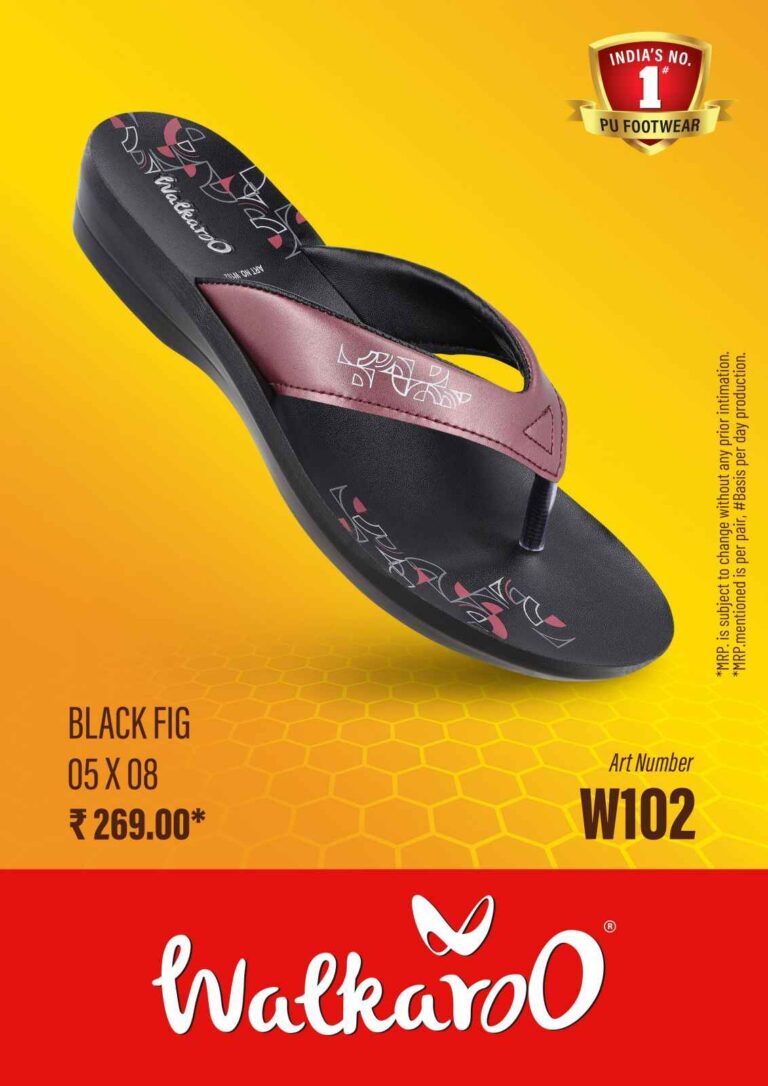 INDIA'S NO.
1#
PU FOOTWEAR
Walkaroo
ART NO. W102
*MRP. is subject to change without any prior intimation.
*MRP.mentioned is per pair, #Basis per day production.
BLACK FIG
05 X 08
₹ 269.00*
Art Number
W102
Walkaroo®